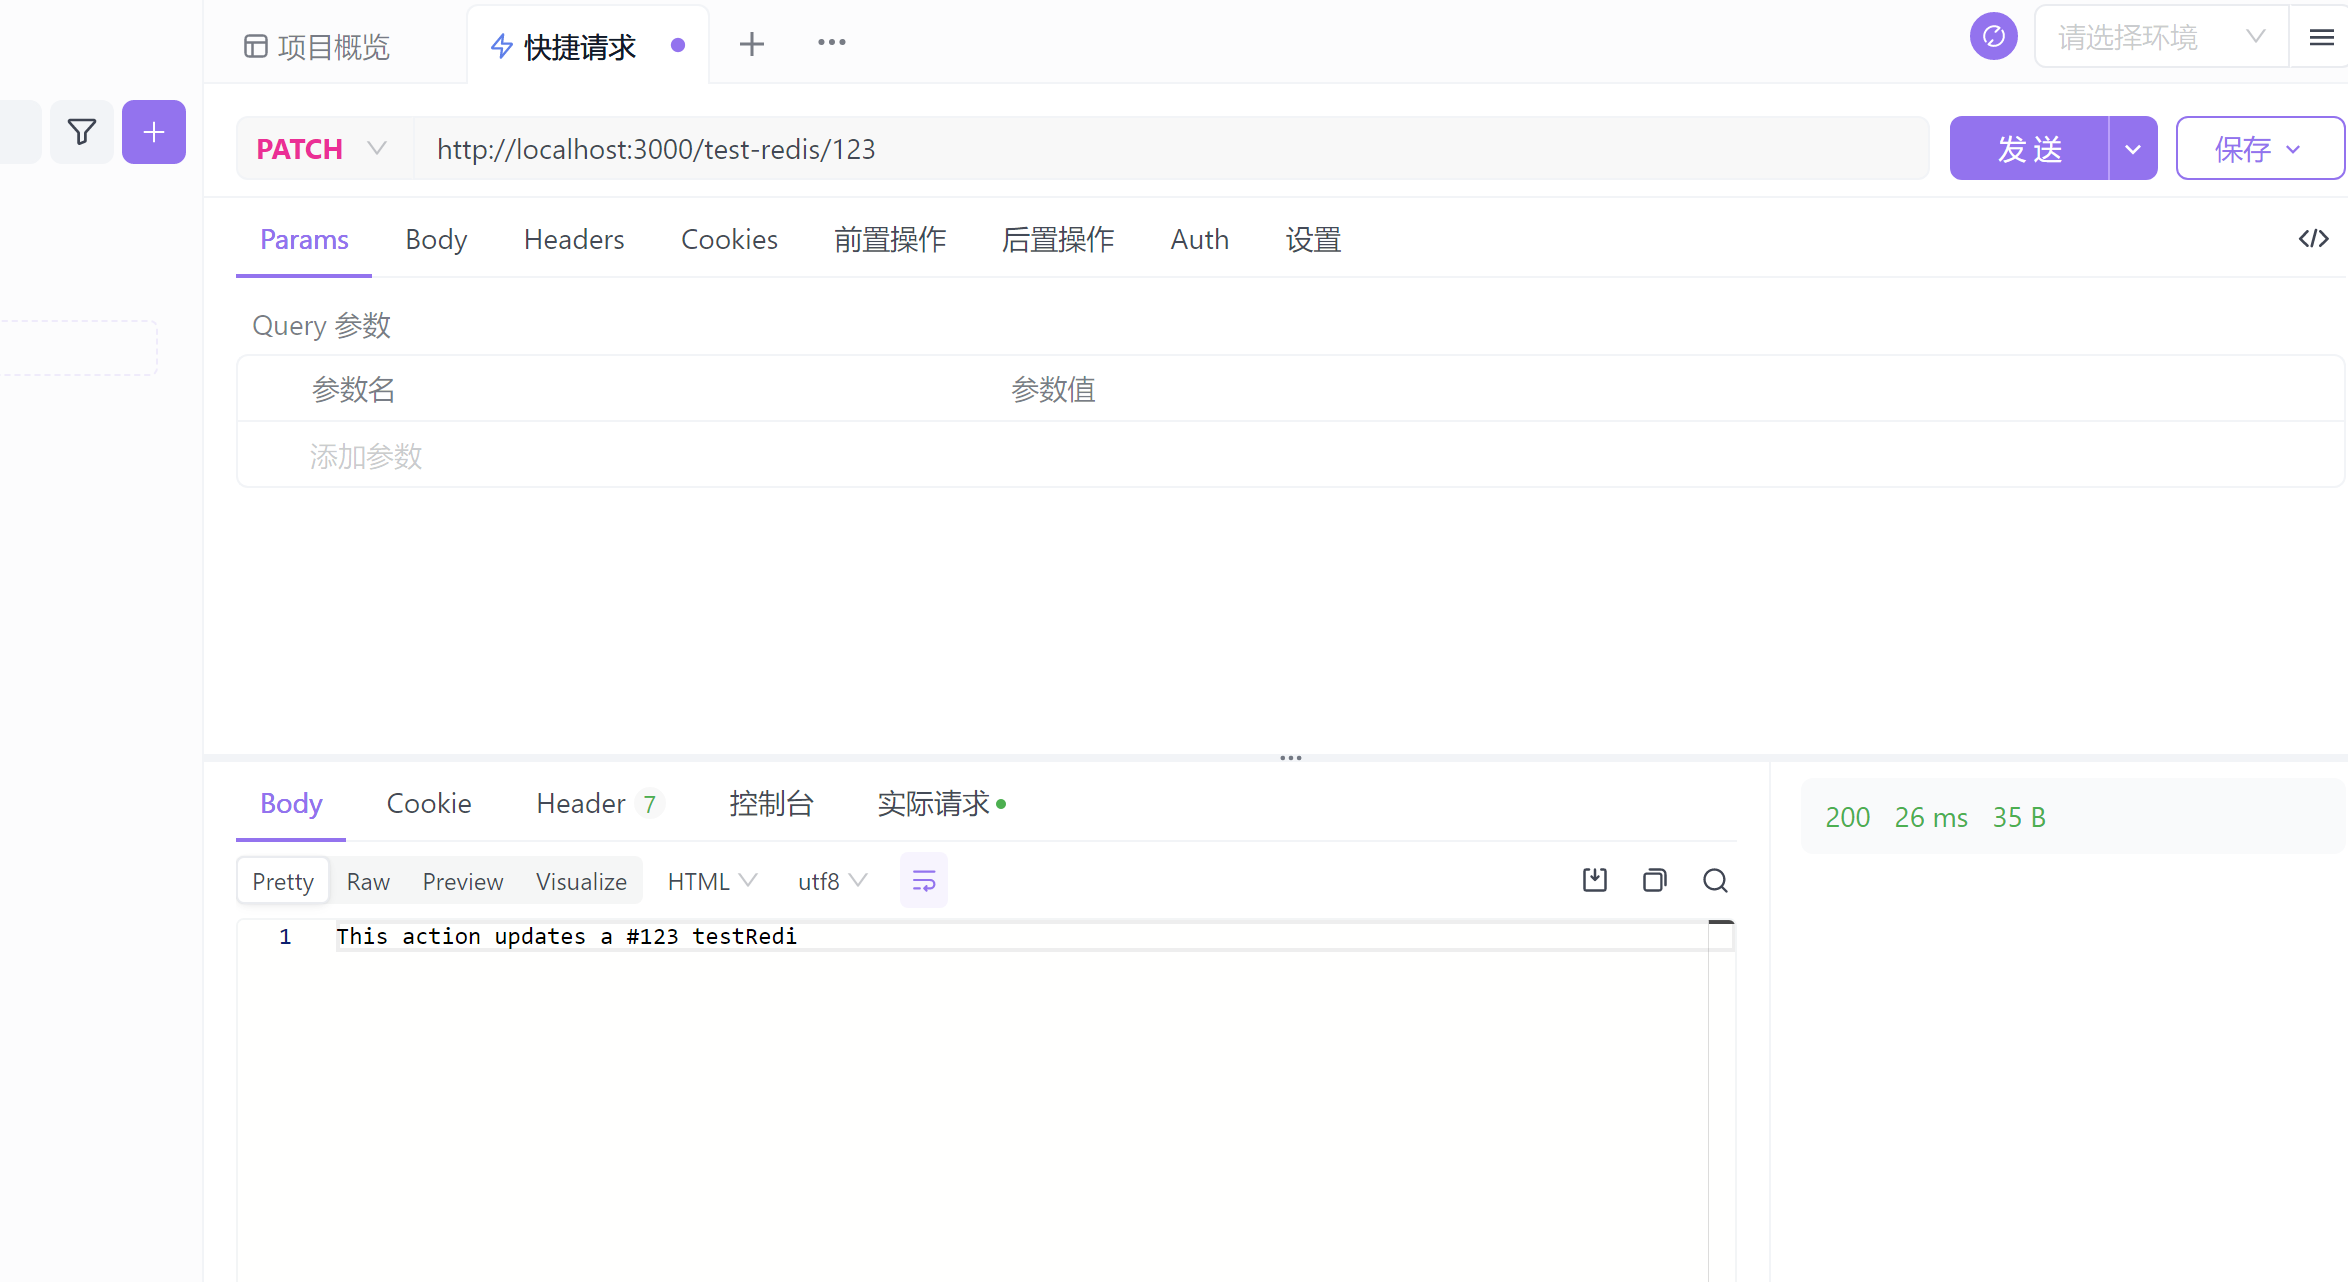 项目概览
快捷请求
请选择环境
PATCH
http://localhost:3000/test-redis/123
发 送
保存
Params
Body
Headers
Cookies
前置操作
后置操作
Auth
设置
Query 参数
参数名
参数值
添加参数
Body
Cookie
Header 7
控制台
实际请求
200 26 ms 35 B
Pretty
Raw
Preview
Visualize
HTML
utf8
1 This action updates a #123 testRedi